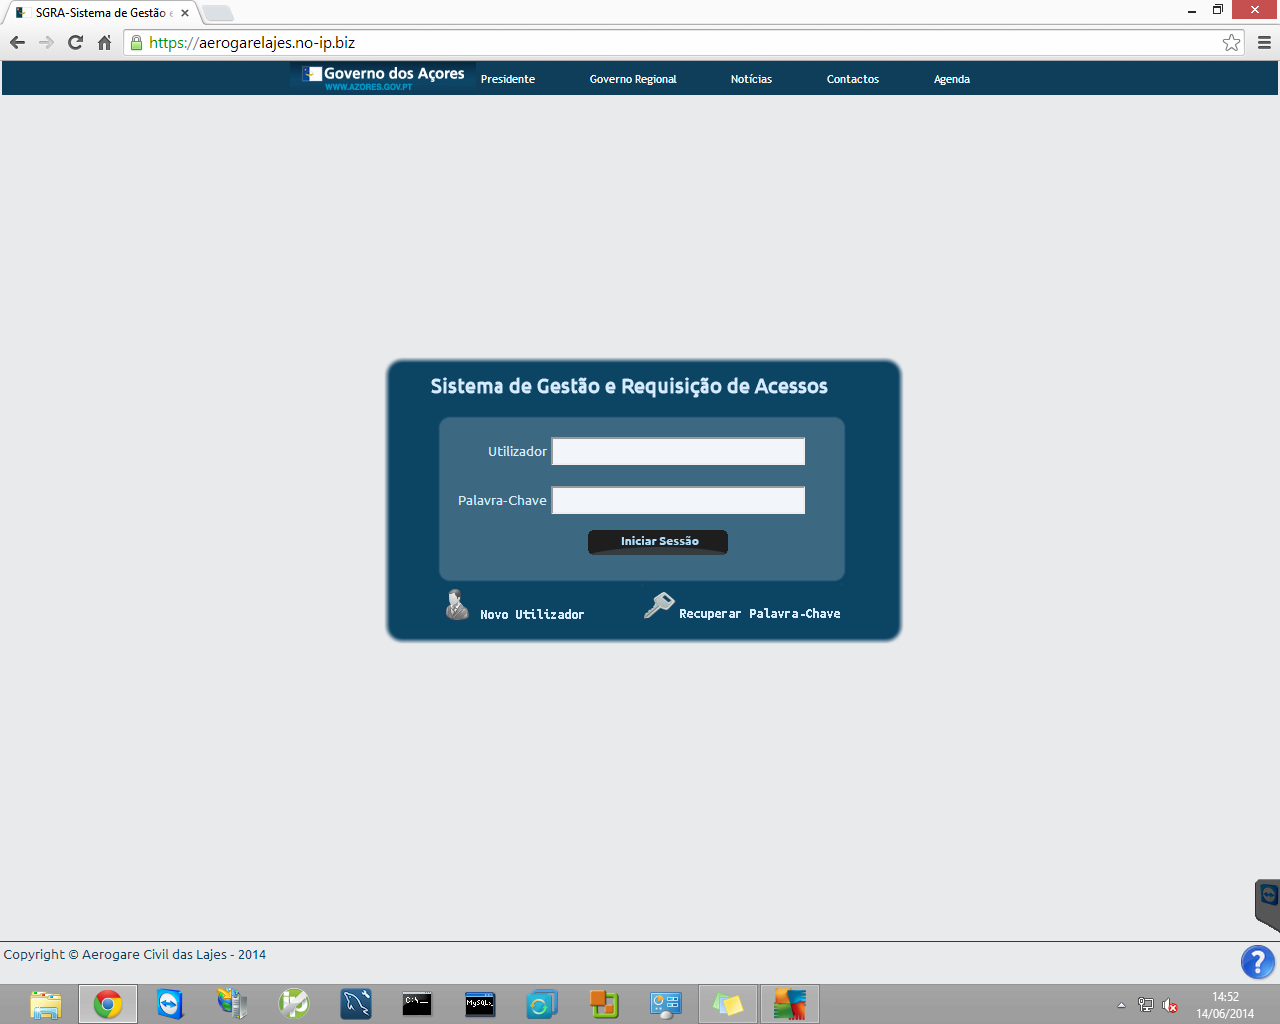 SGRA-Sistema de Gestão e
https://aerogarelajes.no-ip.biz
Governo dos Açores
WWW.AZORES.GOV.PT
Presidente Governo Regional Notícias Contactos Agenda
Sistema de Gestão e Requisição de Acessos
Utilizador
Palavra-Chave
Iniciar Sessão
Novo Utilizador Recuperar Palavra-Chave
Copyright © Aerogare Civil das Lajes - 2014
?
C:\_
MySQL
14:52
14/06/2014